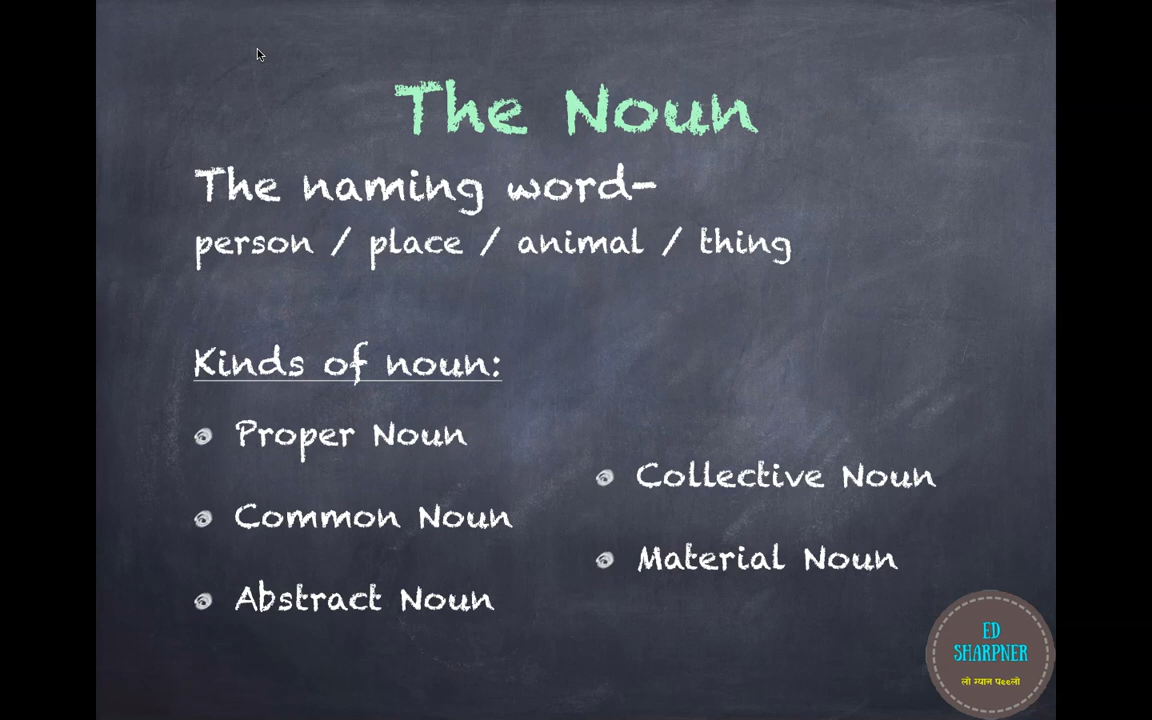 The Noun
The naming word-
person / place / animal / thing
Kinds of noun:
Proper Noun
Common Noun
Abstract Noun
Collective Noun
Material Noun
ED
SHARPNER
लो ग्यान पeeलो